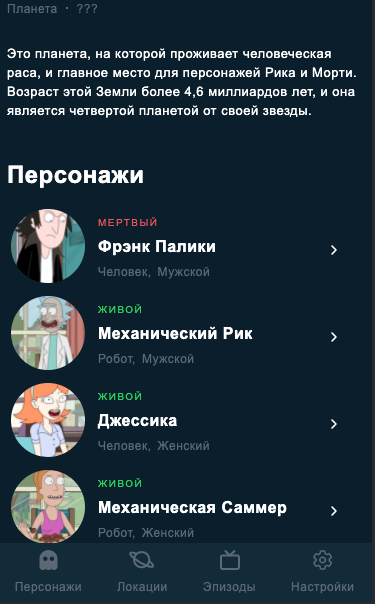 Планета · ???
Это планета, на которой проживает человеческая
раса, и главное место для персонажей Рика и Морти.
Возраст этой Земли более 4,6 миллиардов лет, и она
является четвертой планетой от своей звезды.
Персонажи
МЕРТВЫЙ
Фрэнк Палики
Человек, Мужской
ЖИВОЙ
Механический Рик
Робот, Мужской
ЖИВОЙ
Джессика
Человек, Женский
ЖИВОЙ
Механическая Саммер
Робот, Женский
Персонажи
Локации
Эпизоды
Настройки